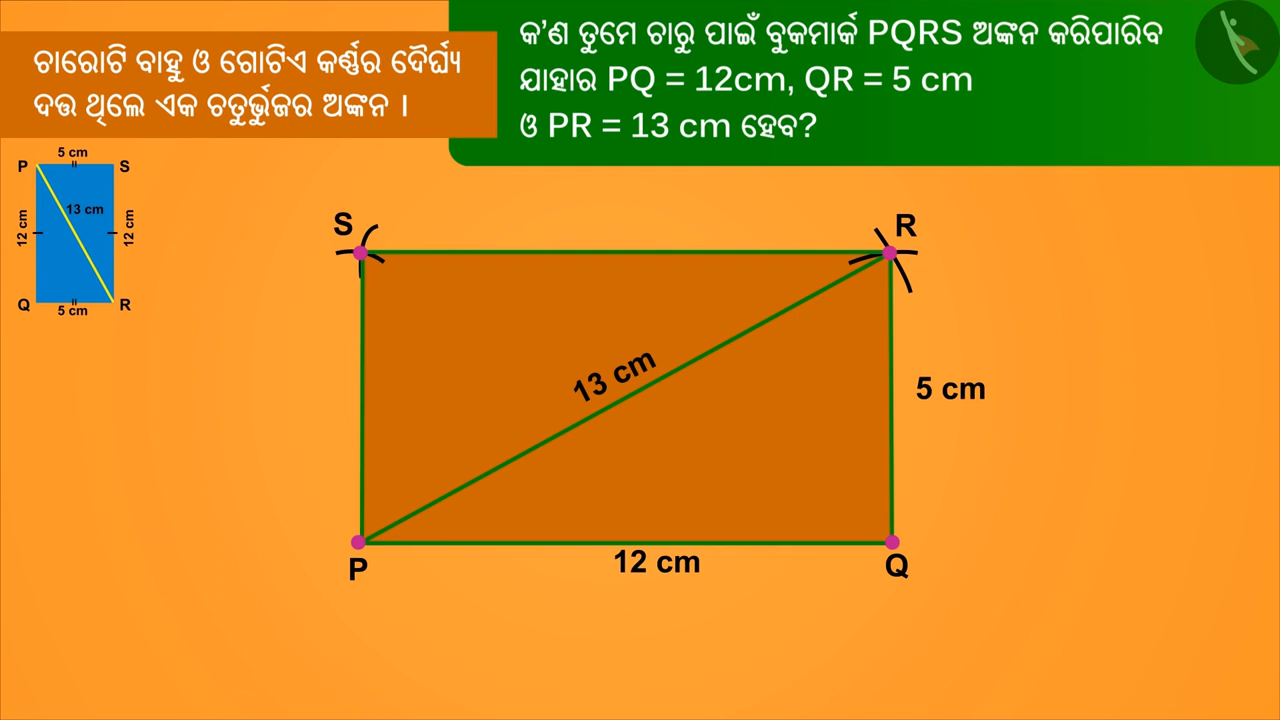 ଚାରୋଟି ବାହୁ ଓ ଗୋଟିଏ କର୍ଣ୍ଣର ଦୈର୍ଘ୍ୟ
ଦତ୍ତ ଥିଲେ ଏକ ଚତୁର୍ଭୁଜର ଅଙ୍କନ ।
କ'ଣ ତୁମେ ଚାରୁ ପାଇଁ ବୁକମାର୍କ PQRS ଅଙ୍କନ କରିପାରିବ
ଯାହାର PQ = 12cm, QR = 5 cm
ଓ PR = 13 cm ହେବ?
5 cm
P S
13 cm
12 cm 12 cm
Q R
5 cm
S R
13 cm
5 cm
12 cm
P Q